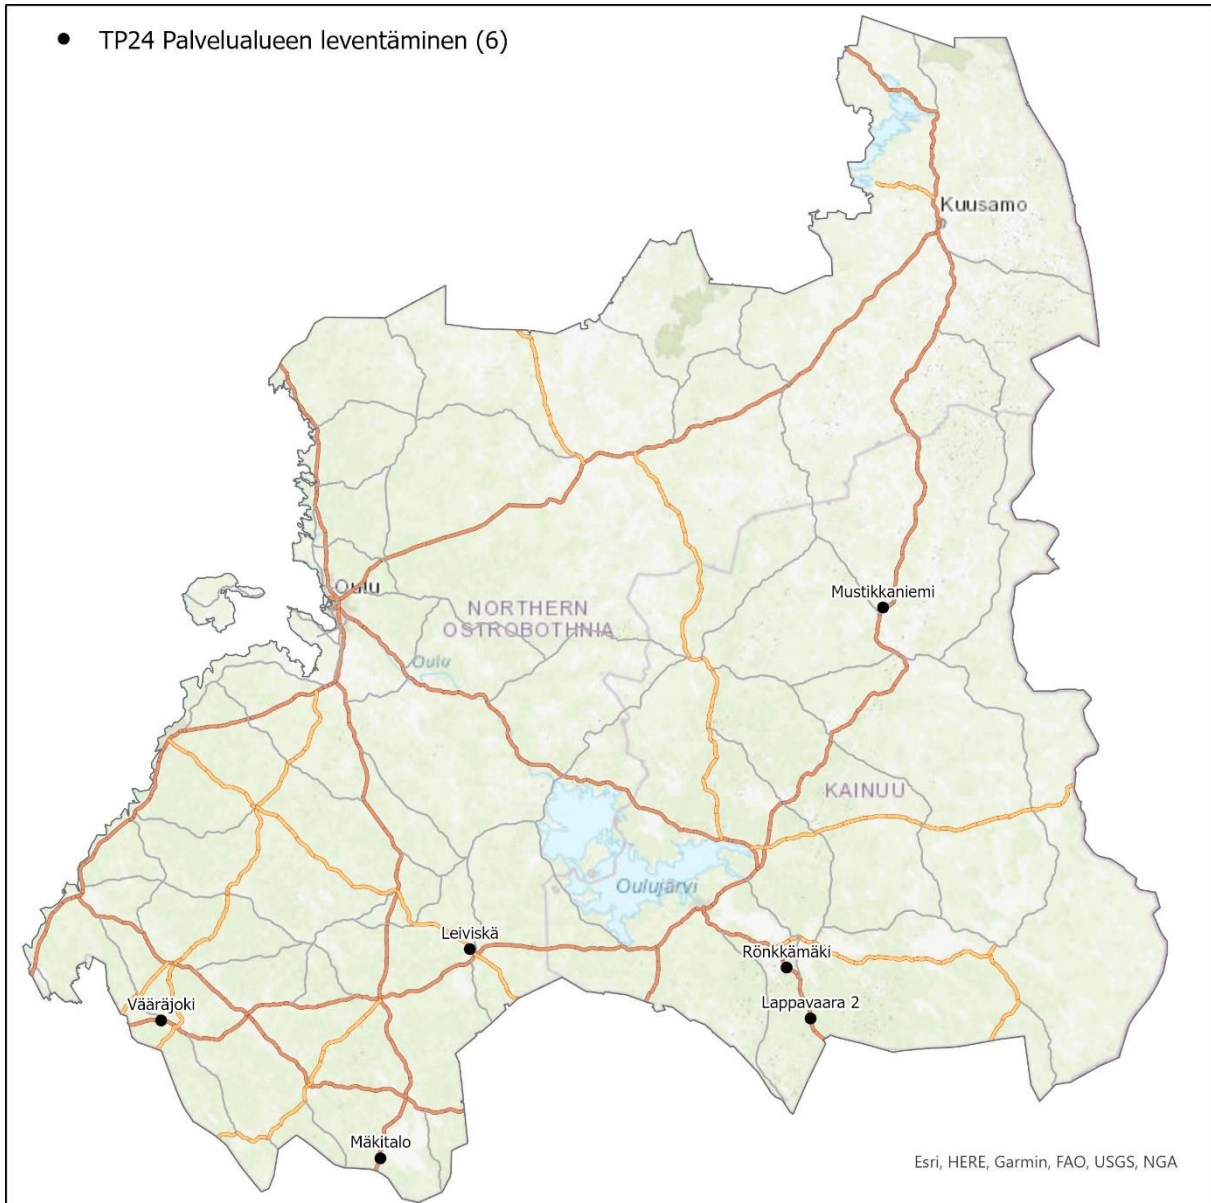 TP24 Palvelualueen leventäminen (6)
Kuusamo
Oulu
Mustikkaniemi
NORTHERN
OSTROBOTHNIA
Oulu
KAINUU
Oulujärvi
Leiviskä
Rönkkämäki
Vääräjoki
Lappavaara 2
Mäkitalo
Esri, HERE, Garmin, FAO, USGS, NGA